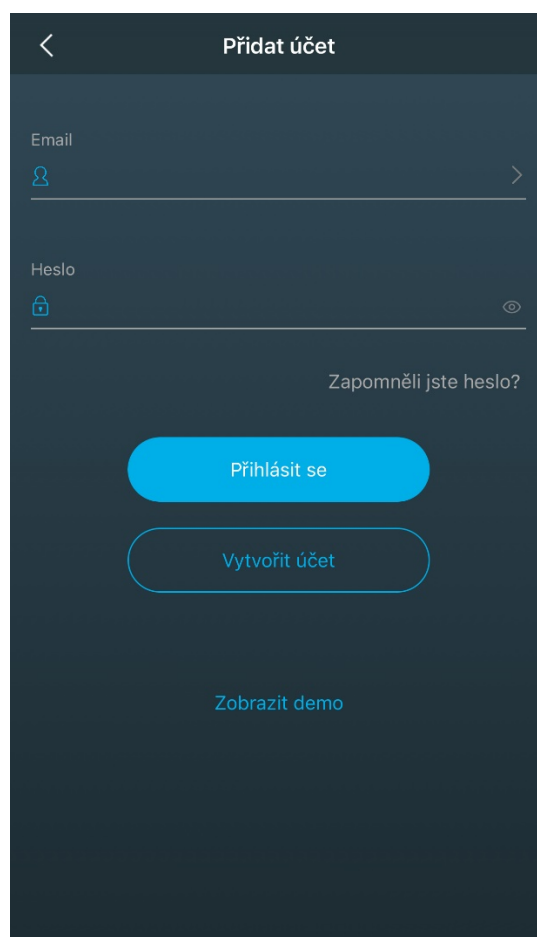 Přidat účet
Email
Heslo
Zapomněli jste heslo?
Přihlásit se
Vytvořit účet
Zobrazit demo